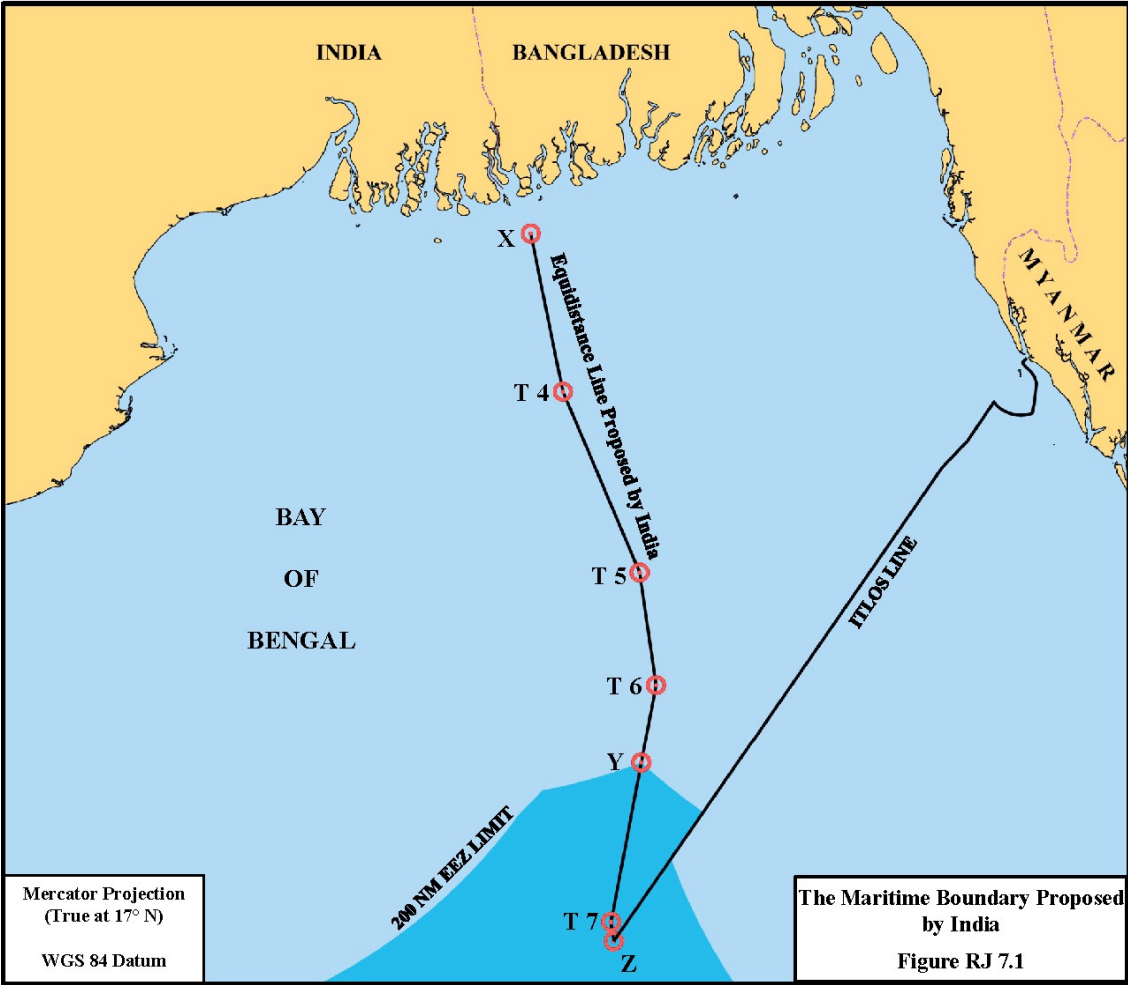 INDIA
BANGLADESH
X
Equidistance Line Proposed by India
MYANMAR
T 4
BAY
OF
BENGAL
T 5
ITLOS LINE
T 6
Y
200 NM EEZ LIMIT
T 7
Z
Mercator Projection
(True at 17° N)
WGS 84 Datum
The Maritime Boundary Proposed
by India
Figure RJ 7.1